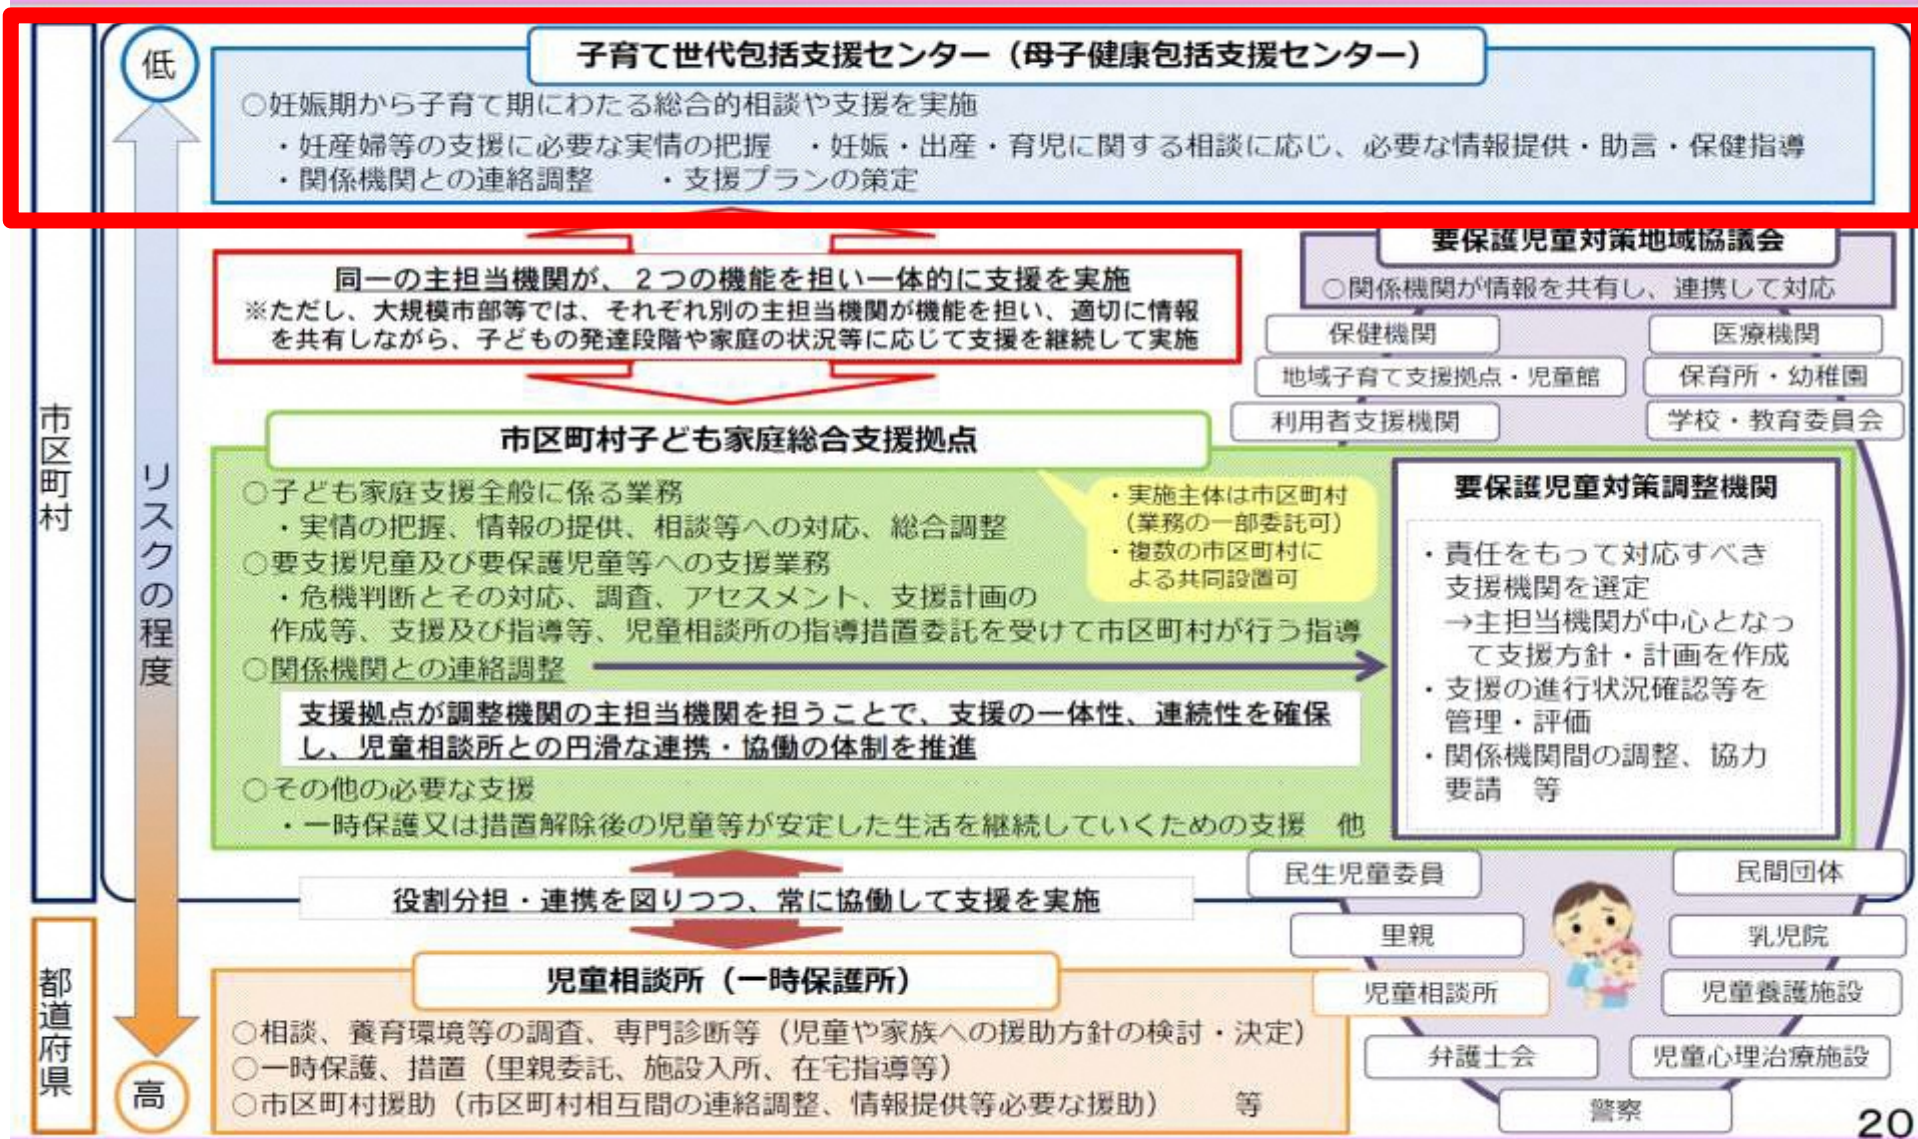 低
子育て世代包括支援センター（母子健康包括支援センター）
○妊娠期から子育て期にわたる総合的相談や支援を実施
・妊産婦等の支援に必要な実情の把握　・妊娠・出産・育児に関する相談に応じ、必要な情報提供・助言・保健指導
・関係機関との連絡調整　　・支援プランの策定
市区町村
リスクの程度
同一の主担当機関が、２つの機能を担い一体的に支援を実施
※ただし、大規模市部等では、それぞれ別の主担当機関が機能を担い、適切に情報
を共有しながら、子どもの発達段階や家庭の状況等に応じて支援を継続して実施
要保護児童対策地域協議会
○関係機関が情報を共有し、連携して対応
保健機関
医療機関
地域子育て支援拠点・児童館
保育所・幼稚園
利用者支援機関
学校・教育委員会
市区町村子ども家庭総合支援拠点
○子ども家庭支援全般に係る業務
・実情の把握、情報の提供、相談等への対応、総合調整
○要支援児童及び要保護児童等への支援業務
・危機判断とその対応、調査、アセスメント、支援計画の
作成等、支援及び指導等、児童相談所の指導措置委託を受けて市区町村が行う指導
○関係機関との連絡調整
支援拠点が調整機関の主担当機関を担うことで、支援の一体性、連続性を確保
し、児童相談所との円滑な連携・協働の体制を推進
○その他の必要な支援
・一時保護又は措置解除後の児童等が安定した生活を継続していくための支援　他
・実施主体は市区町村
（業務の一部委託可）
・複数の市区町村に
よる共同設置可
要保護児童対策調整機関
・責任をもって対応すべき
支援機関を選定
→主担当機関が中心となっ
て支援方針・計画を作成
・支援の進行状況確認等を
管理・評価
・関係機関間の調整、協力
要請　等
役割分担・連携を図りつつ、常に協働して支援を実施
民生児童委員
民間団体
里親
乳児院
児童相談所
児童養護施設
弁護士会
児童心理治療施設
警察
都道府県
高
児童相談所（一時保護所）
○相談、養育環境等の調査、専門診断等（児童や家族への援助方針の検討・決定）
○一時保護、措置（里親委託、施設入所、在宅指導等）
○市区町村援助（市区町村相互間の連絡調整、情報提供等必要な援助）　　等
20